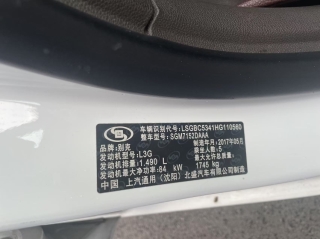 车辆识别代号: LSGBC5341HG110560
整车型号: SGM7152DAAA
品牌: 别克
制造年月: 2017年05月
发动机型号: L3G
乘坐人数: 5
发动机排量: 1.490 L
最大允许总质量: 1745 kg
发动机最大功率: 84 kW
中国 上汽通用(沈阳)北盛汽车有限公司 制造